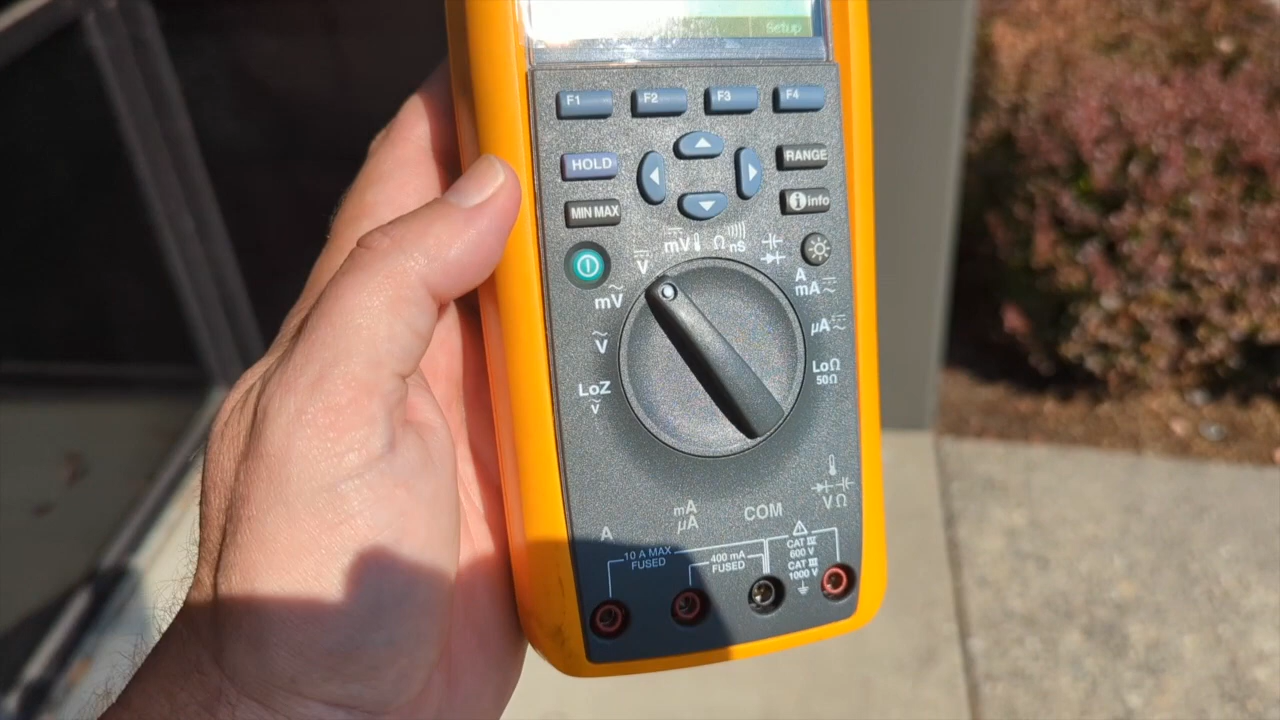 Setup
F1 F2 F3 F4
HOLD
RANGE
MIN MAX
info
V
mV
Ω
nS
mV
A
mA
µA
V
LoZ
V
LoΩ
50Ω
A
mA
µA
COM
VΩ
10 A MAX
FUSED
400 mA
FUSED
CAT IV
600 V
CAT III
1000 V